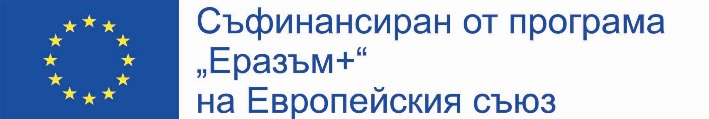 Съфинансиран от програма
„Еразъм+“
на Европейския съюз